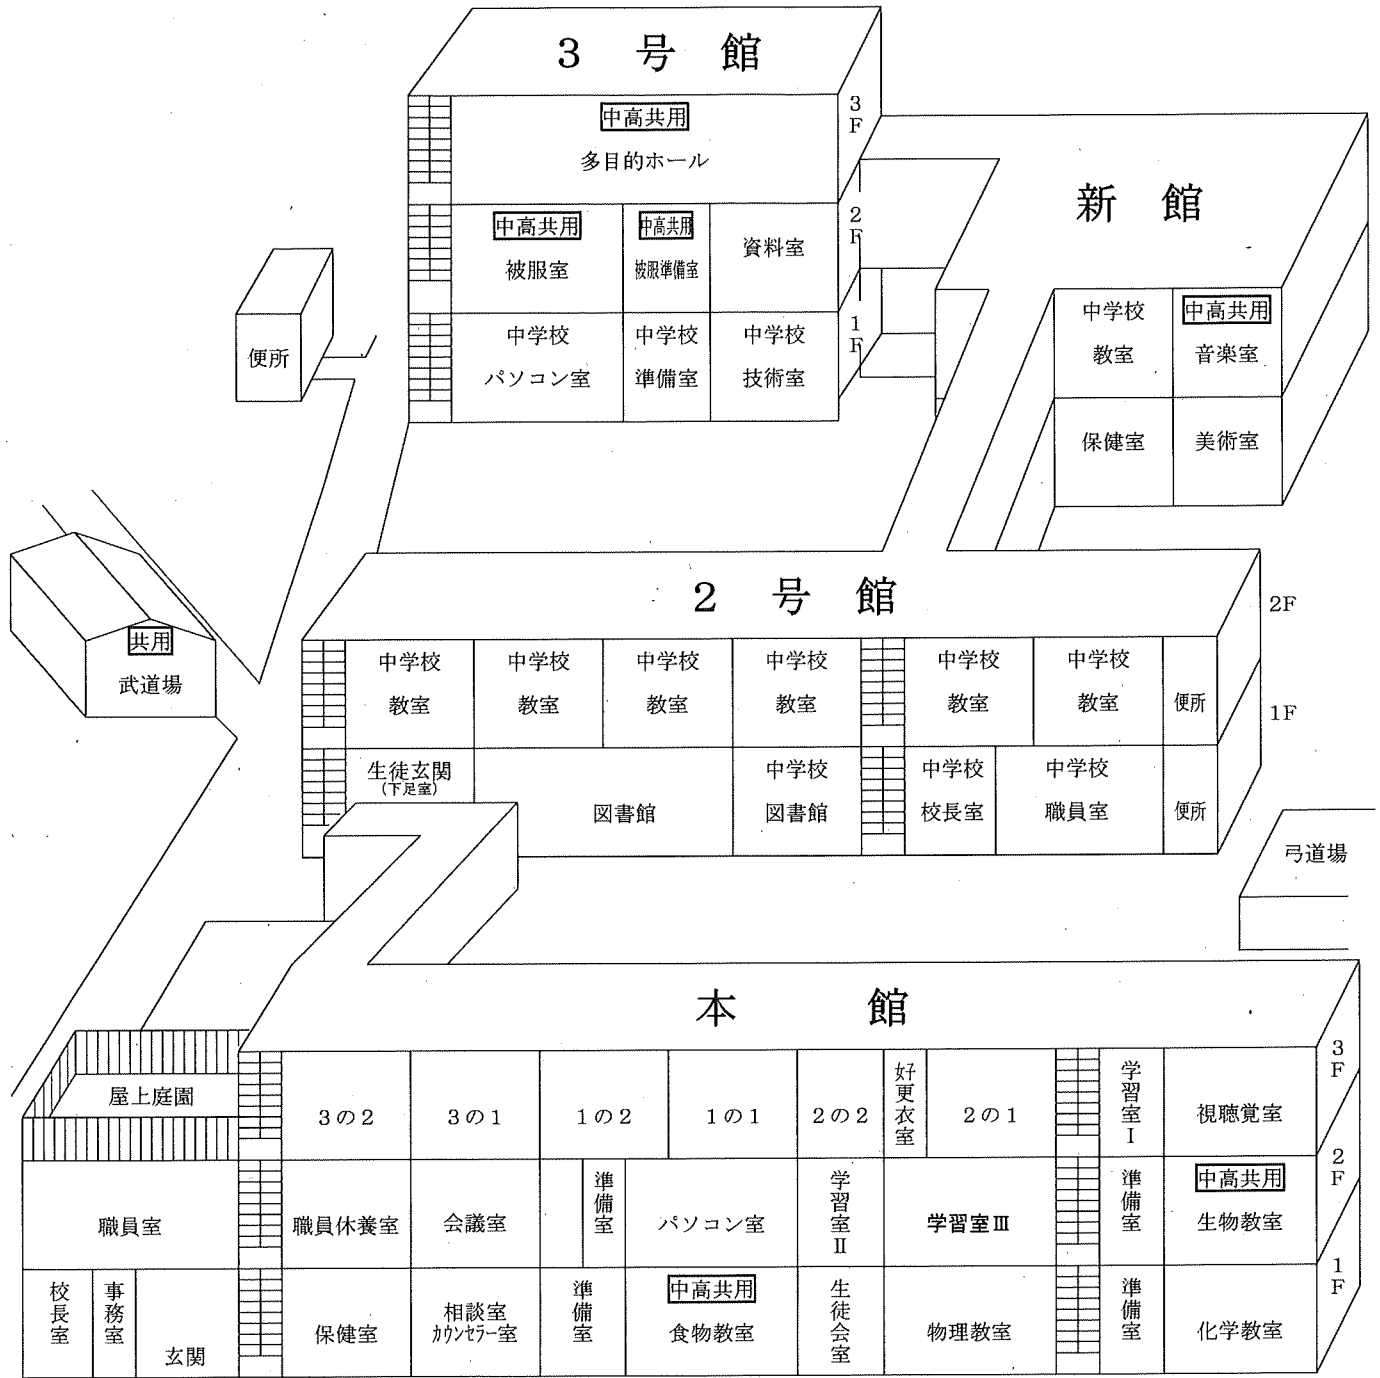 3 号 館
中高共用
多目的ホール
3F
中高共用
被服室
中高共用
被服準備室
資料室
2F
中学校
パソコン室
中学校
準備室
中学校
技術室
1F
新 館
中学校
教室
中高共用
音楽室
保健室
美術室
便所
共用
武道場
2 号 館
2F
中学校
教室
中学校
教室
中学校
教室
中学校
教室
中学校
教室
中学校
教室
便所
1F
生徒玄関
(下足室)
図書館
中学校
図書館
中学校
校長室
中学校
職員室
便所
弓道場
本 館
3F
屋上庭園
3の2
3の1
1の2
1の1
2の2
更衣室
2の1
学習室Ⅰ
視聴覚室
2F
職員室
職員休養室
会議室
準備室
パソコン室
学習室Ⅱ
学習室Ⅲ
準備室
中高共用
生物教室
1F
校長室
事務室
玄関
保健室
相談室
カウンセラー室
準備室
中高共用
食物教室
生徒会室
物理教室
準備室
化学教室